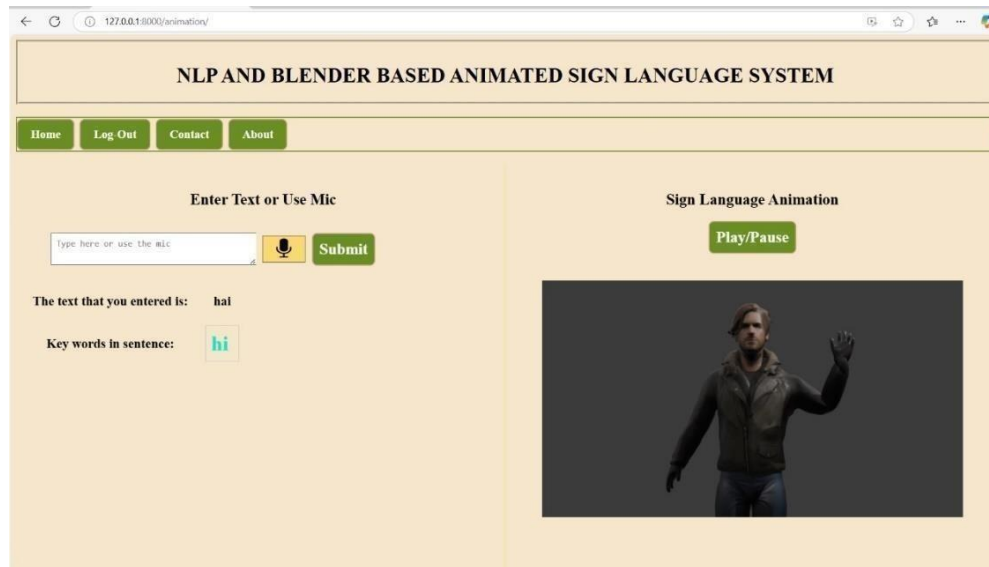 127.0.0.1:8000/animation/
NLP AND BLENDER BASED ANIMATED SIGN LANGUAGE SYSTEM
Home Log-Out Contact About
Enter Text or Use Mic
Type here or use the mic
Submit
The text that you entered is: hai
Key words in sentence: hi
Sign Language Animation
Play/Pause